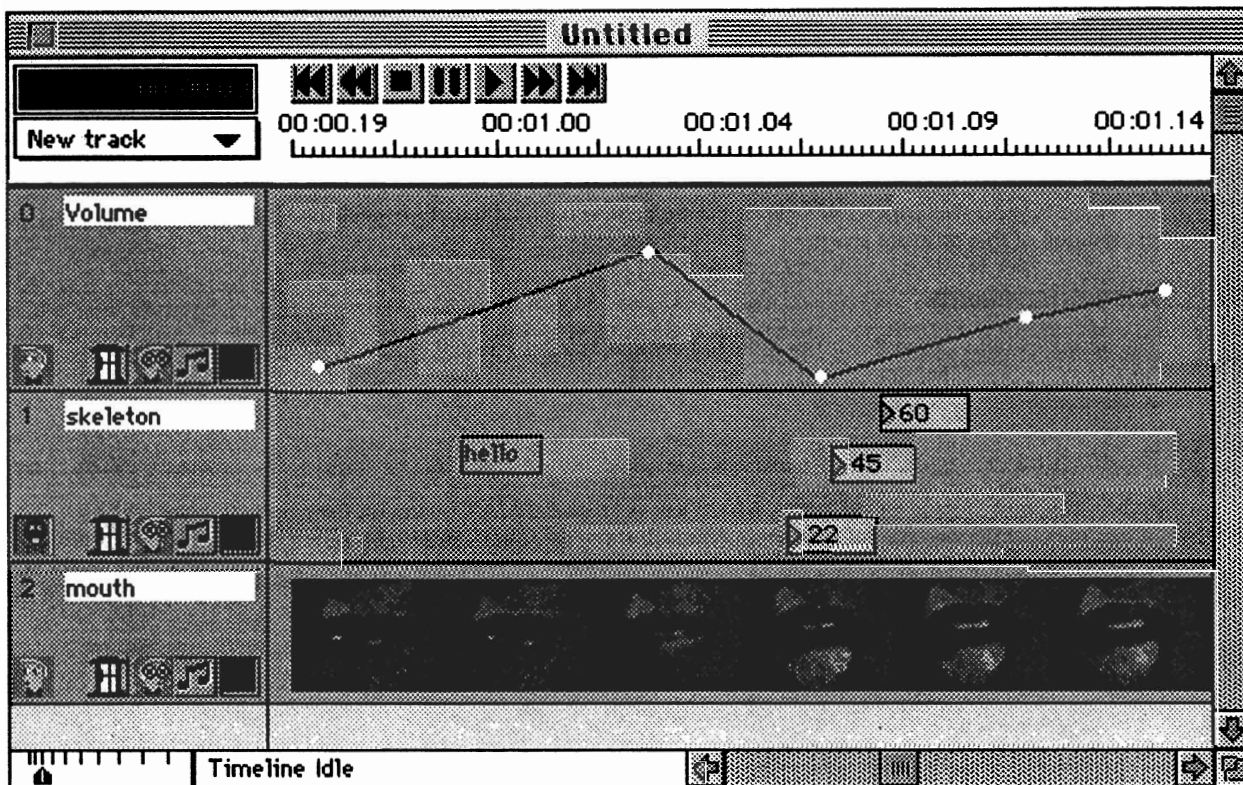 Untitled
New track
00:00.19 00:01.00 00:01.04 00:01.09 00:01.14
0 Volume
1 skeleton
60
hello
45
22
2 mouth
Timeline Idle